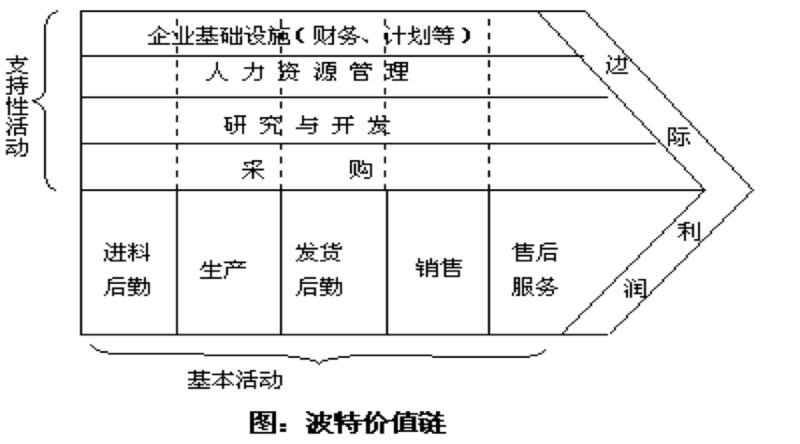 企业基础设施(财务、计划等)
人力资源管理
研究与开发
采购
支持性活动
进料
后勤
生产
发货
后勤
销售
售后
服务
边
际
利
润
基本活动
图：波特价值链